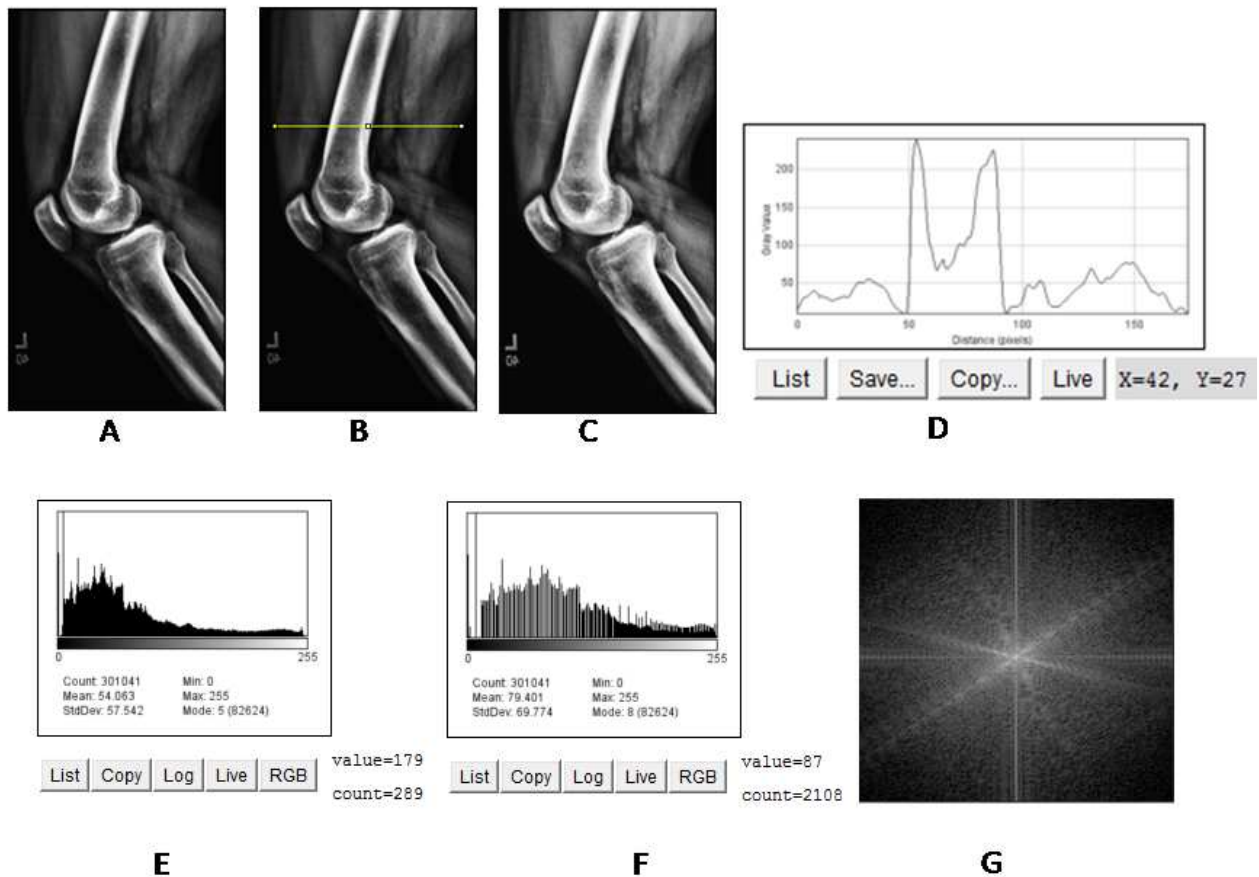 A
B
C
200
150
100
50
Gray Value
0
50
100
150
Distance (pixels)
List Save... Copy... Live X=42, Y=27
D
0 255
Count: 301041 Min: 0
Mean: 54.063 Max: 255
StdDev: 57.542 Mode: 5 (82624)
List Copy Log Live RGB value=179
count=289
E
0 255
Count: 301041 Min: 0
Mean: 79.401 Max: 255
StdDev: 69.774 Mode: 8 (82624)
List Copy Log Live RGB value=87
count=2108
F
G